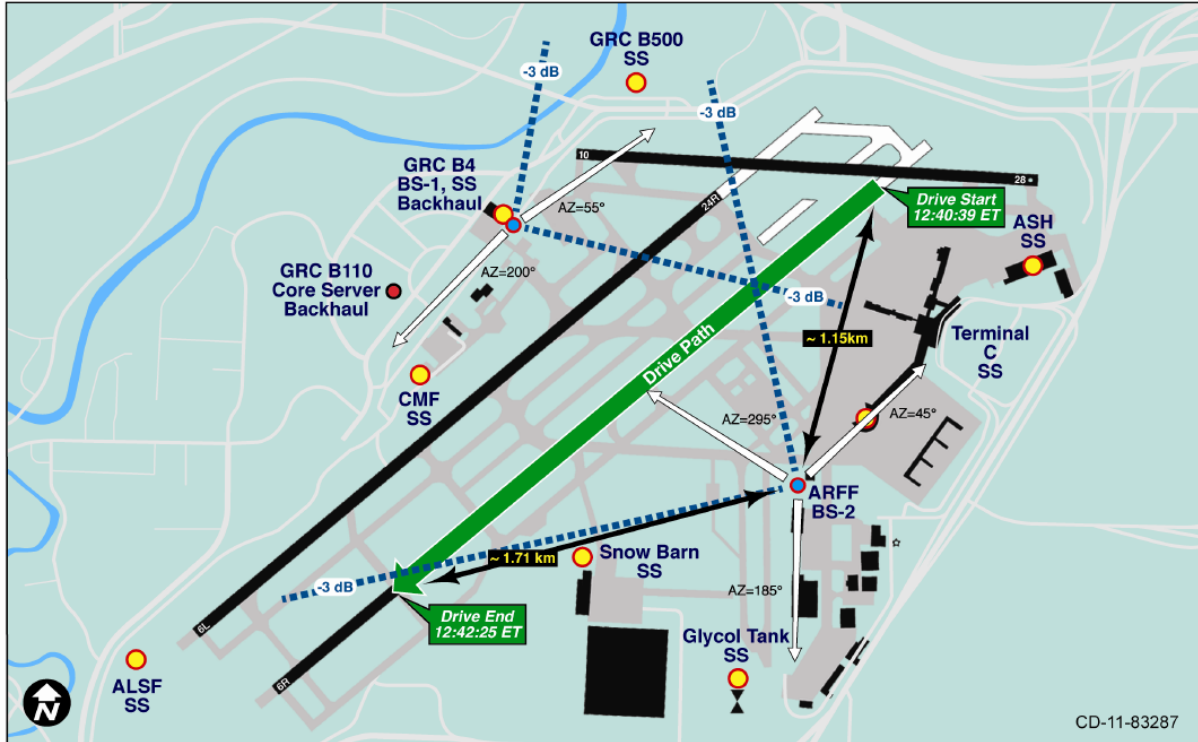 GRC B500
SS
-3 dB
-3 dB
GRC B4
BS-1, SS
Backhaul
10
28
24R
AZ=55°
Drive Start
12:40:39 ET
ASH
SS
GRC B110
Core Server
Backhaul
AZ=200°
-3 dB
~ 1.15km
Terminal
C
SS
Drive Path
CMF
SS
AZ=295°
AZ=45°
ARFF
BS-2
~ 1.71 km
Snow Barn
SS
-3 dB
AZ=185°
Drive End
12:42:25 ET
6L
Glycol Tank
SS
ALSF
SS
6R
N
CD-11-83287